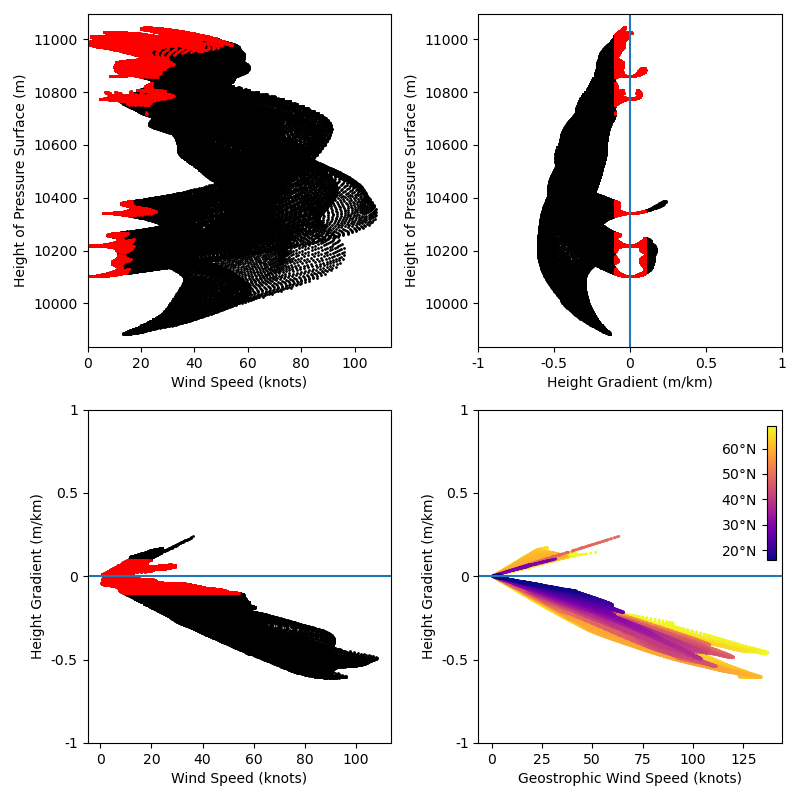 11000
10800
10600
10400
10200
10000
Height of Pressure Surface (m)
0 20 40 60 80 100
Wind Speed (knots)
11000
10800
10600
10400
10200
10000
Height of Pressure Surface (m)
-1 -0.5 0 0.5 1
Height Gradient (m/km)
1
0.5
0
-0.5
-1
Height Gradient (m/km)
0 20 40 60 80 100
Wind Speed (knots)
1
0.5
0
-0.5
-1
Height Gradient (m/km)
60°N
50°N
40°N
30°N
20°N
0 25 50 75 100 125
Geostrophic Wind Speed (knots)